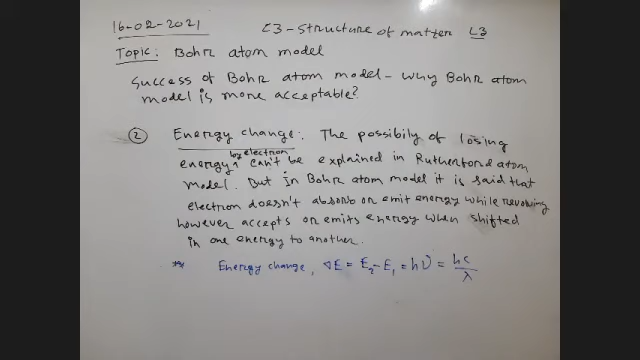 16-02-2021 C3-Structure of matter L3
Topic: Bohr atom model
Success of Bohr atom model - Why Bohr atom
model is more acceptable?
② Energy change: The possibily of losing
by electron
energy ^ can't be explained in Rutherford atom
model. But in Bohr atom model it is said that
electron doesn't absorb or emit energy while revolving
however accepts or emits energy when shifted
in one energy to another.
** Energy change, ∇E = E₂-E₁ = hν = hc/λ